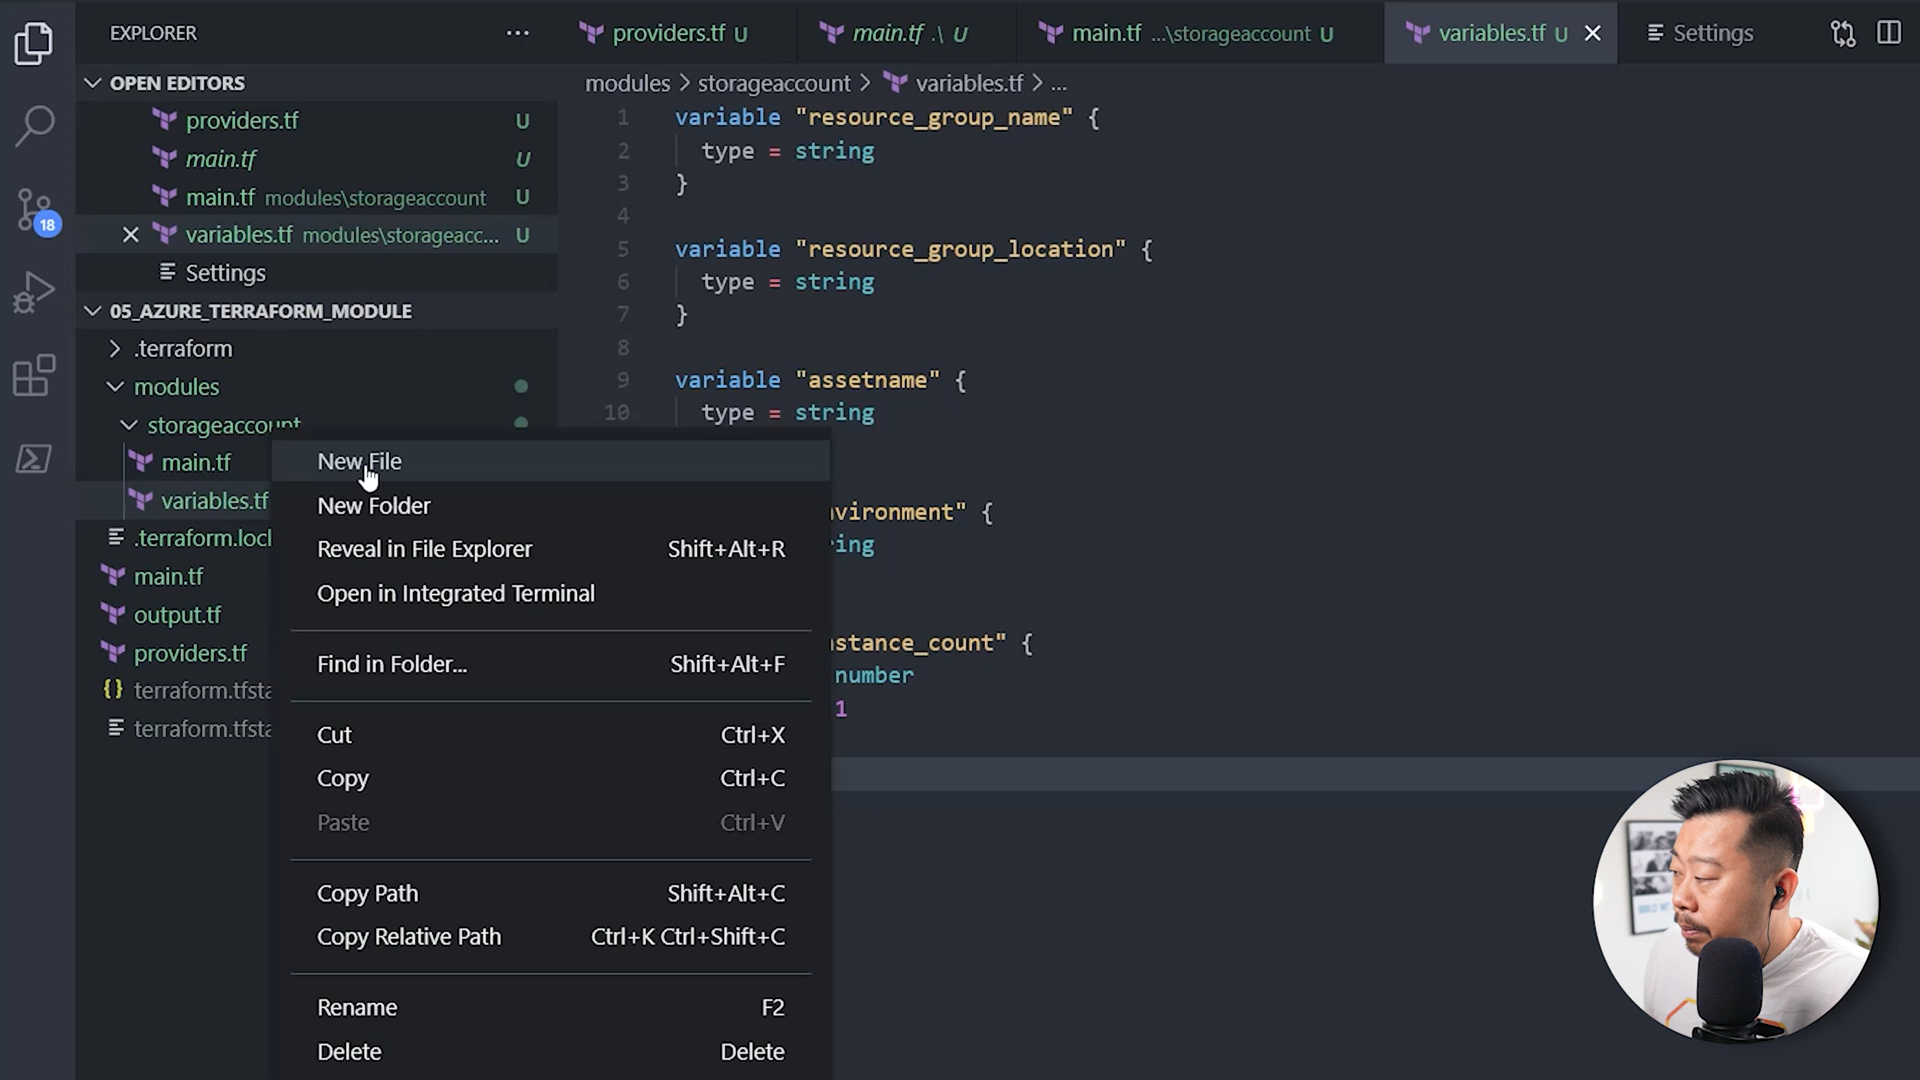 EXPLORER
OPEN EDITORS
providers.tf U
main.tf U
main.tf modules\storageaccount U
variables.tf modules\storageacc... U
Settings
05_AZURE_TERRAFORM_MODULE
.terraform
modules
storageaccount
main.tf
variables.tf
.terraform.locl
main.tf
output.tf
providers.tf
terraform.tfsta
terraform.tfsta
18
providers.tf U
main.tf .\ U
main.tf ...\storageaccount U
variables.tf U
Settings
modules > storageaccount > variables.tf > ...
1 variable "resource_group_name" {
2 type = string
3 }
4
5 variable "resource_group_location" {
6 type = string
7 }
8
9 variable "assetname" {
10 type = string
vironment" {
ing
stance_count" {
number
1
New File
New Folder
Reveal in File Explorer Shift+Alt+R
Open in Integrated Terminal
Find in Folder... Shift+Alt+F
Cut Ctrl+X
Copy Ctrl+C
Paste Ctrl+V
Copy Path Shift+Alt+C
Copy Relative Path Ctrl+K Ctrl+Shift+C
Rename F2
Delete Delete